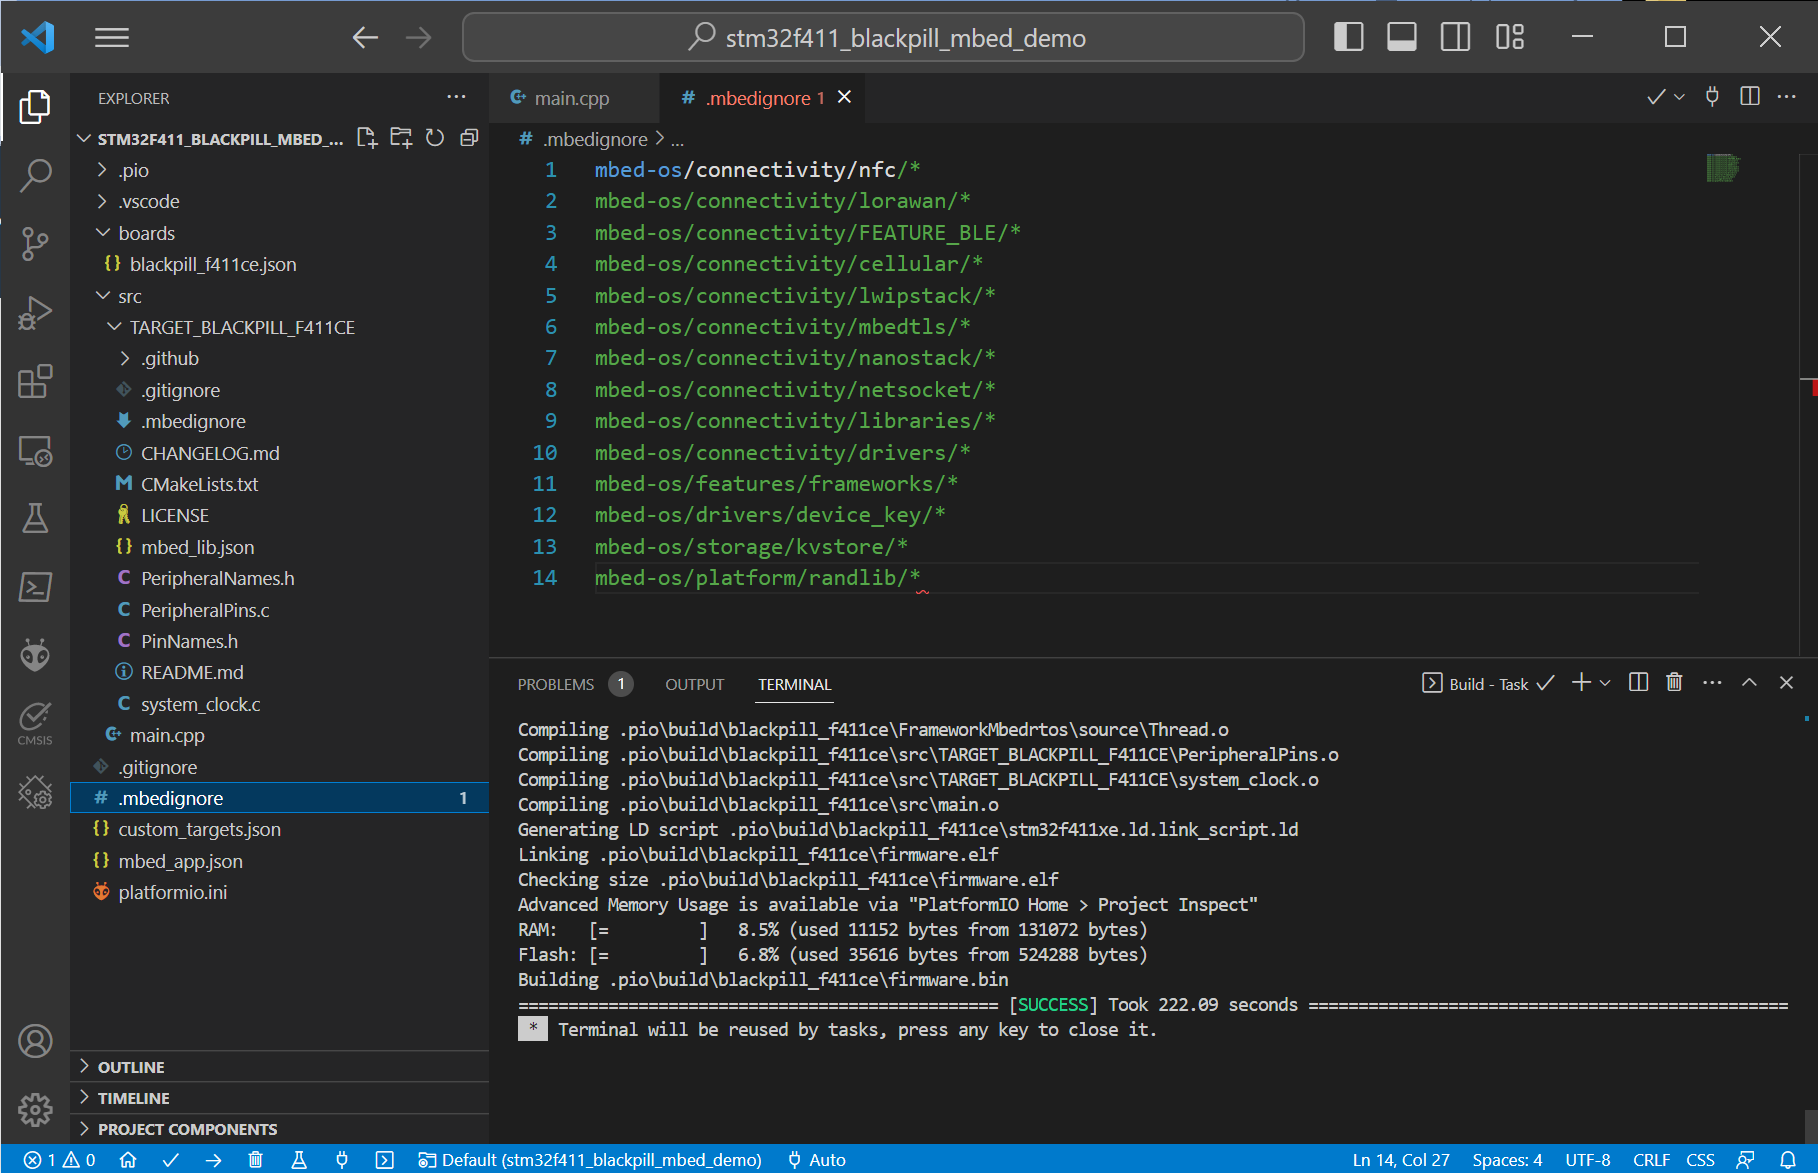 stm32f411_blackpill_mbed_demo
EXPLORER
STM32F411_BLACKPILL_MBED_...
.pio
.vscode
boards
{} blackpill_f411ce.json
src
TARGET_BLACKPILL_F411CE
.github
.gitignore
.mbedignore
CHANGELOG.md
M CMakeLists.txt
LICENSE
{} mbed_lib.json
C PeripheralNames.h
C PeripheralPins.c
C PinNames.h
README.md
C system_clock.c
main.cpp
.gitignore
# .mbedignore 1
{} custom_targets.json
{} mbed_app.json
platformio.ini
OUTLINE
TIMELINE
PROJECT COMPONENTS
CMSIS
main.cpp
# .mbedignore 1
# .mbedignore > ...
1 mbed-os/connectivity/nfc/*
2 mbed-os/connectivity/lorawan/*
3 mbed-os/connectivity/FEATURE_BLE/*
4 mbed-os/connectivity/cellular/*
5 mbed-os/connectivity/lwipstack/*
6 mbed-os/connectivity/mbedtls/*
7 mbed-os/connectivity/nanostack/*
8 mbed-os/connectivity/netsocket/*
9 mbed-os/connectivity/libraries/*
10 mbed-os/connectivity/drivers/*
11 mbed-os/features/frameworks/*
12 mbed-os/drivers/device_key/*
13 mbed-os/storage/kvstore/*
14 mbed-os/platform/randlib/*
PROBLEMS 1 OUTPUT TERMINAL Build - Task
Compiling .pio\build\blackpill_f411ce\FrameworkMbedrtos\source\Thread.o
Compiling .pio\build\blackpill_f411ce\src\TARGET_BLACKPILL_F411CE\PeripheralPins.o
Compiling .pio\build\blackpill_f411ce\src\TARGET_BLACKPILL_F411CE\system_clock.o
Compiling .pio\build\blackpill_f411ce\src\main.o
Generating LD script .pio\build\blackpill_f411ce\stm32f411xe.ld.link_script.ld
Linking .pio\build\blackpill_f411ce\firmware.elf
Checking size .pio\build\blackpill_f411ce\firmware.elf
Advanced Memory Usage is available via "PlatformIO Home > Project Inspect"
RAM: [= ] 8.5% (used 11152 bytes from 131072 bytes)
Flash: [= ] 6.8% (used 35616 bytes from 524288 bytes)
Building .pio\build\blackpill_f411ce\firmware.bin
================================================ [SUCCESS] Took 222.09 seconds ================================================
* Terminal will be reused by tasks, press any key to close it.
1 0 Default (stm32f411_blackpill_mbed_demo) Auto Ln 14, Col 27 Spaces: 4 UTF-8 CRLF CSS